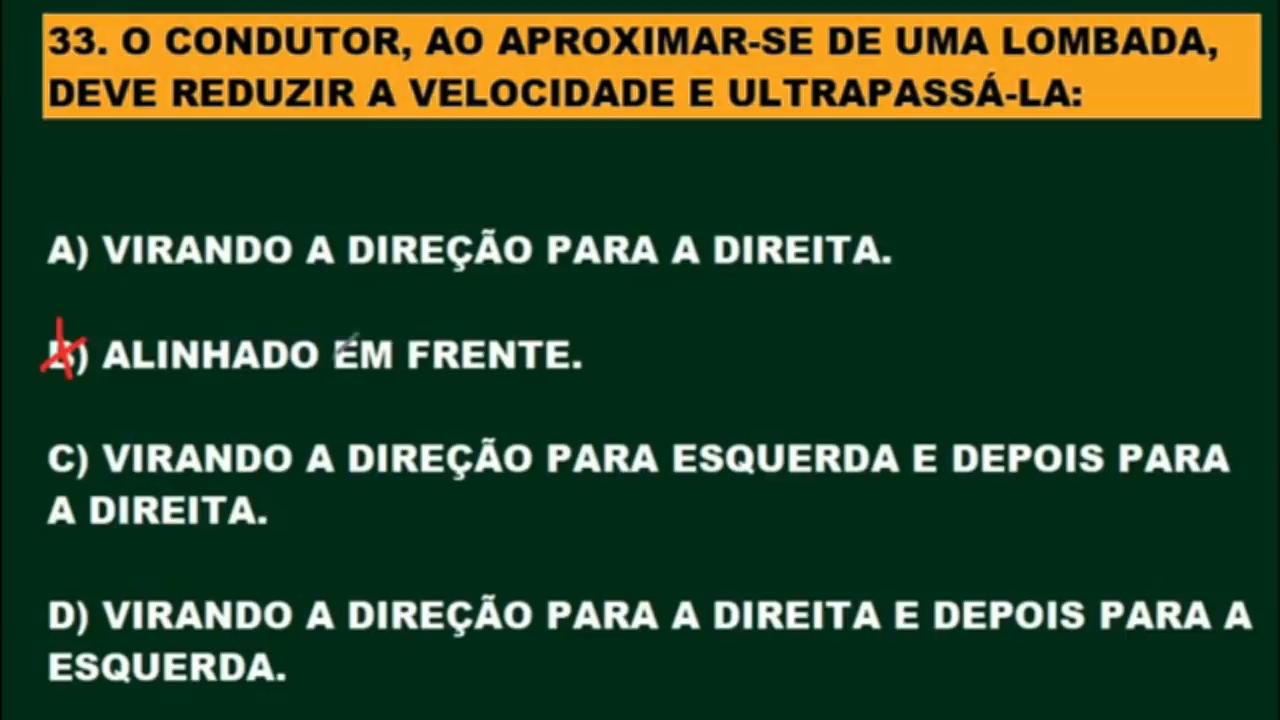 33. O CONDUTOR, AO APROXIMAR-SE DE UMA LOMBADA,
DEVE REDUZIR A VELOCIDADE E ULTRAPASSÁ-LA:
A) VIRANDO A DIREÇÃO PARA A DIREITA.
B) ALINHADO EM FRENTE.
C) VIRANDO A DIREÇÃO PARA ESQUERDA E DEPOIS PARA
A DIREITA.
D) VIRANDO A DIREÇÃO PARA A DIREITA E DEPOIS PARA A
ESQUERDA.